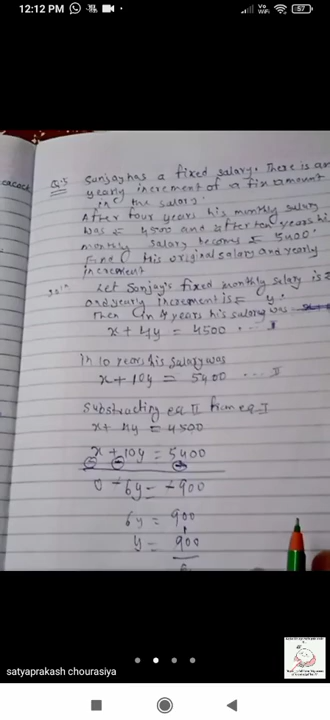 12:12 PM
Vo
WiFi
57
Q.5 Sanjay has a fixed salary. There is an
yearly increment of a fix amount
in the salary.
After four years his monthly salary
was = 4500 and after ten years his
monthly salary becomes = 5400.
Find His original salary and yearly
increment
Let Sanjay's fixed monthly salary is
and yearly increment is = y.
Then in 4 years his salary was
x + 4y = 4500 ... I
in 10 years his salary was
x + 10y = 5400 ... II
Substracting eq II from eq-I
x + 4y = 4500
x + 10y = 5400
0 - 6y = -900
6y = 900
y = 900
satyaprakash chourasiya